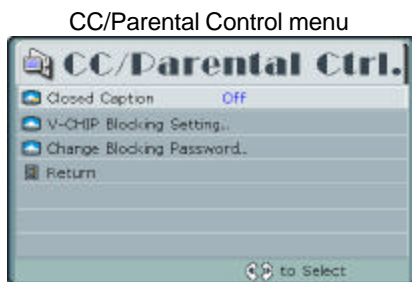 CC/Parental Control menu
CC/Parental Ctrl.
Closed Caption Off
V-CHIP Blocking Setting..
Change Blocking Password..
Return
to Select